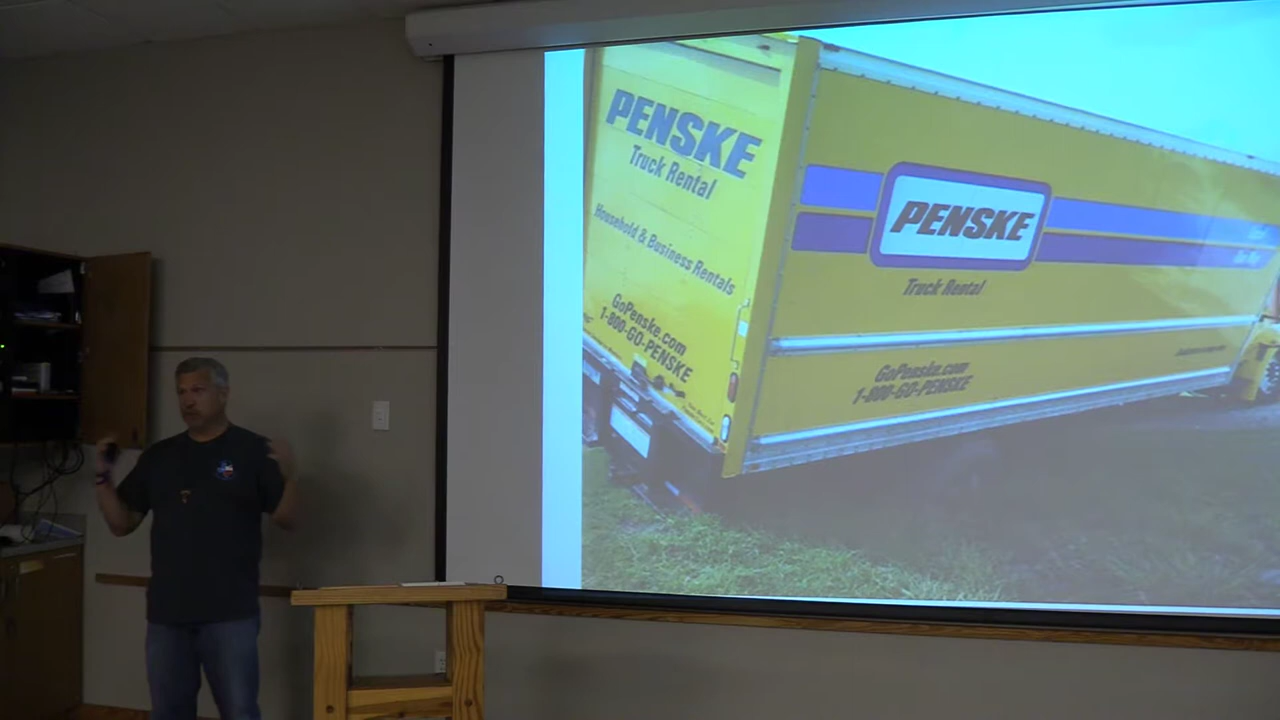 PENSKE
Truck Rental
Household & Business Rentals
GoPenske.com
1-800-GO-PENSKE
PENSKE
Truck Rental
GoPenske.com
1-800-GO-PENSKE